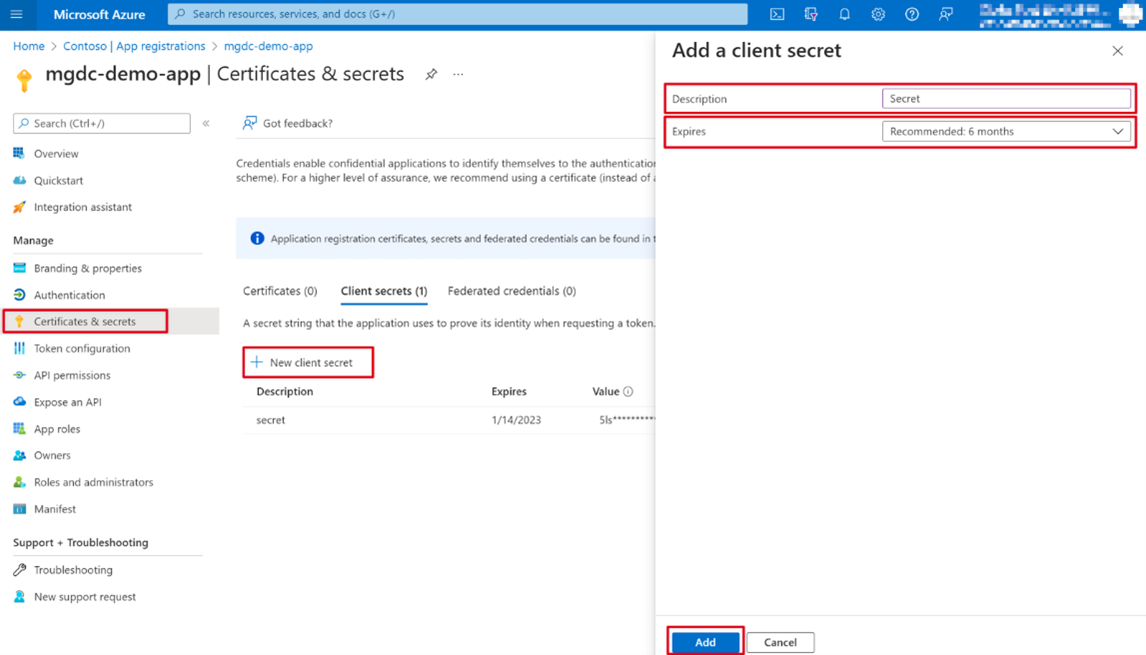 Microsoft Azure
Search resources, services, and docs (G+/)
Home > Contoso | App registrations > mgdc-demo-app
mgdc-demo-app | Certificates & secrets
Search (Ctrl+/)
Overview
Quickstart
Integration assistant
Manage
Branding & properties
Authentication
Certificates & secrets
Token configuration
API permissions
Expose an API
App roles
Owners
Roles and administrators
Manifest
Support + Troubleshooting
Troubleshooting
New support request
Got feedback?
Credentials enable confidential applications to identify themselves to the authentication
scheme). For a higher level of assurance, we recommend using a certificate (instead of a
Application registration certificates, secrets and federated credentials can be found in t
Certificates (0) Client secrets (1) Federated credentials (0)
A secret string that the application uses to prove its identity when requesting a token.
New client secret
Description Expires Value
secret 1/14/2023 5ls*********
Add a client secret
Description Secret
Expires Recommended: 6 months
Add Cancel